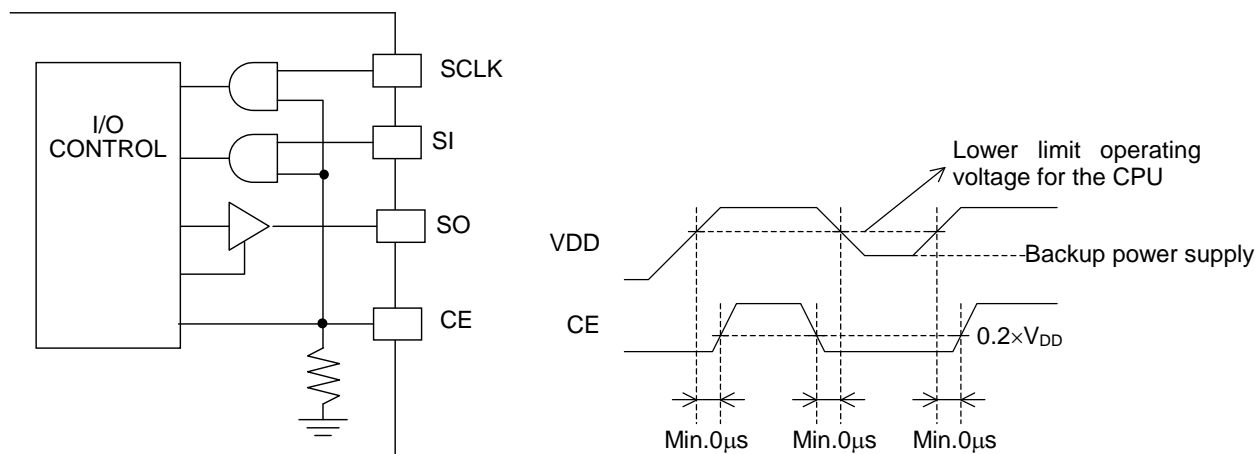 SCLK
I/O
CONTROL
SI
SO
CE
Lower limit operating
voltage for the CPU
VDD
Backup power supply
CE
0.2×VDD
Min.0μs
Min.0μs
Min.0μs